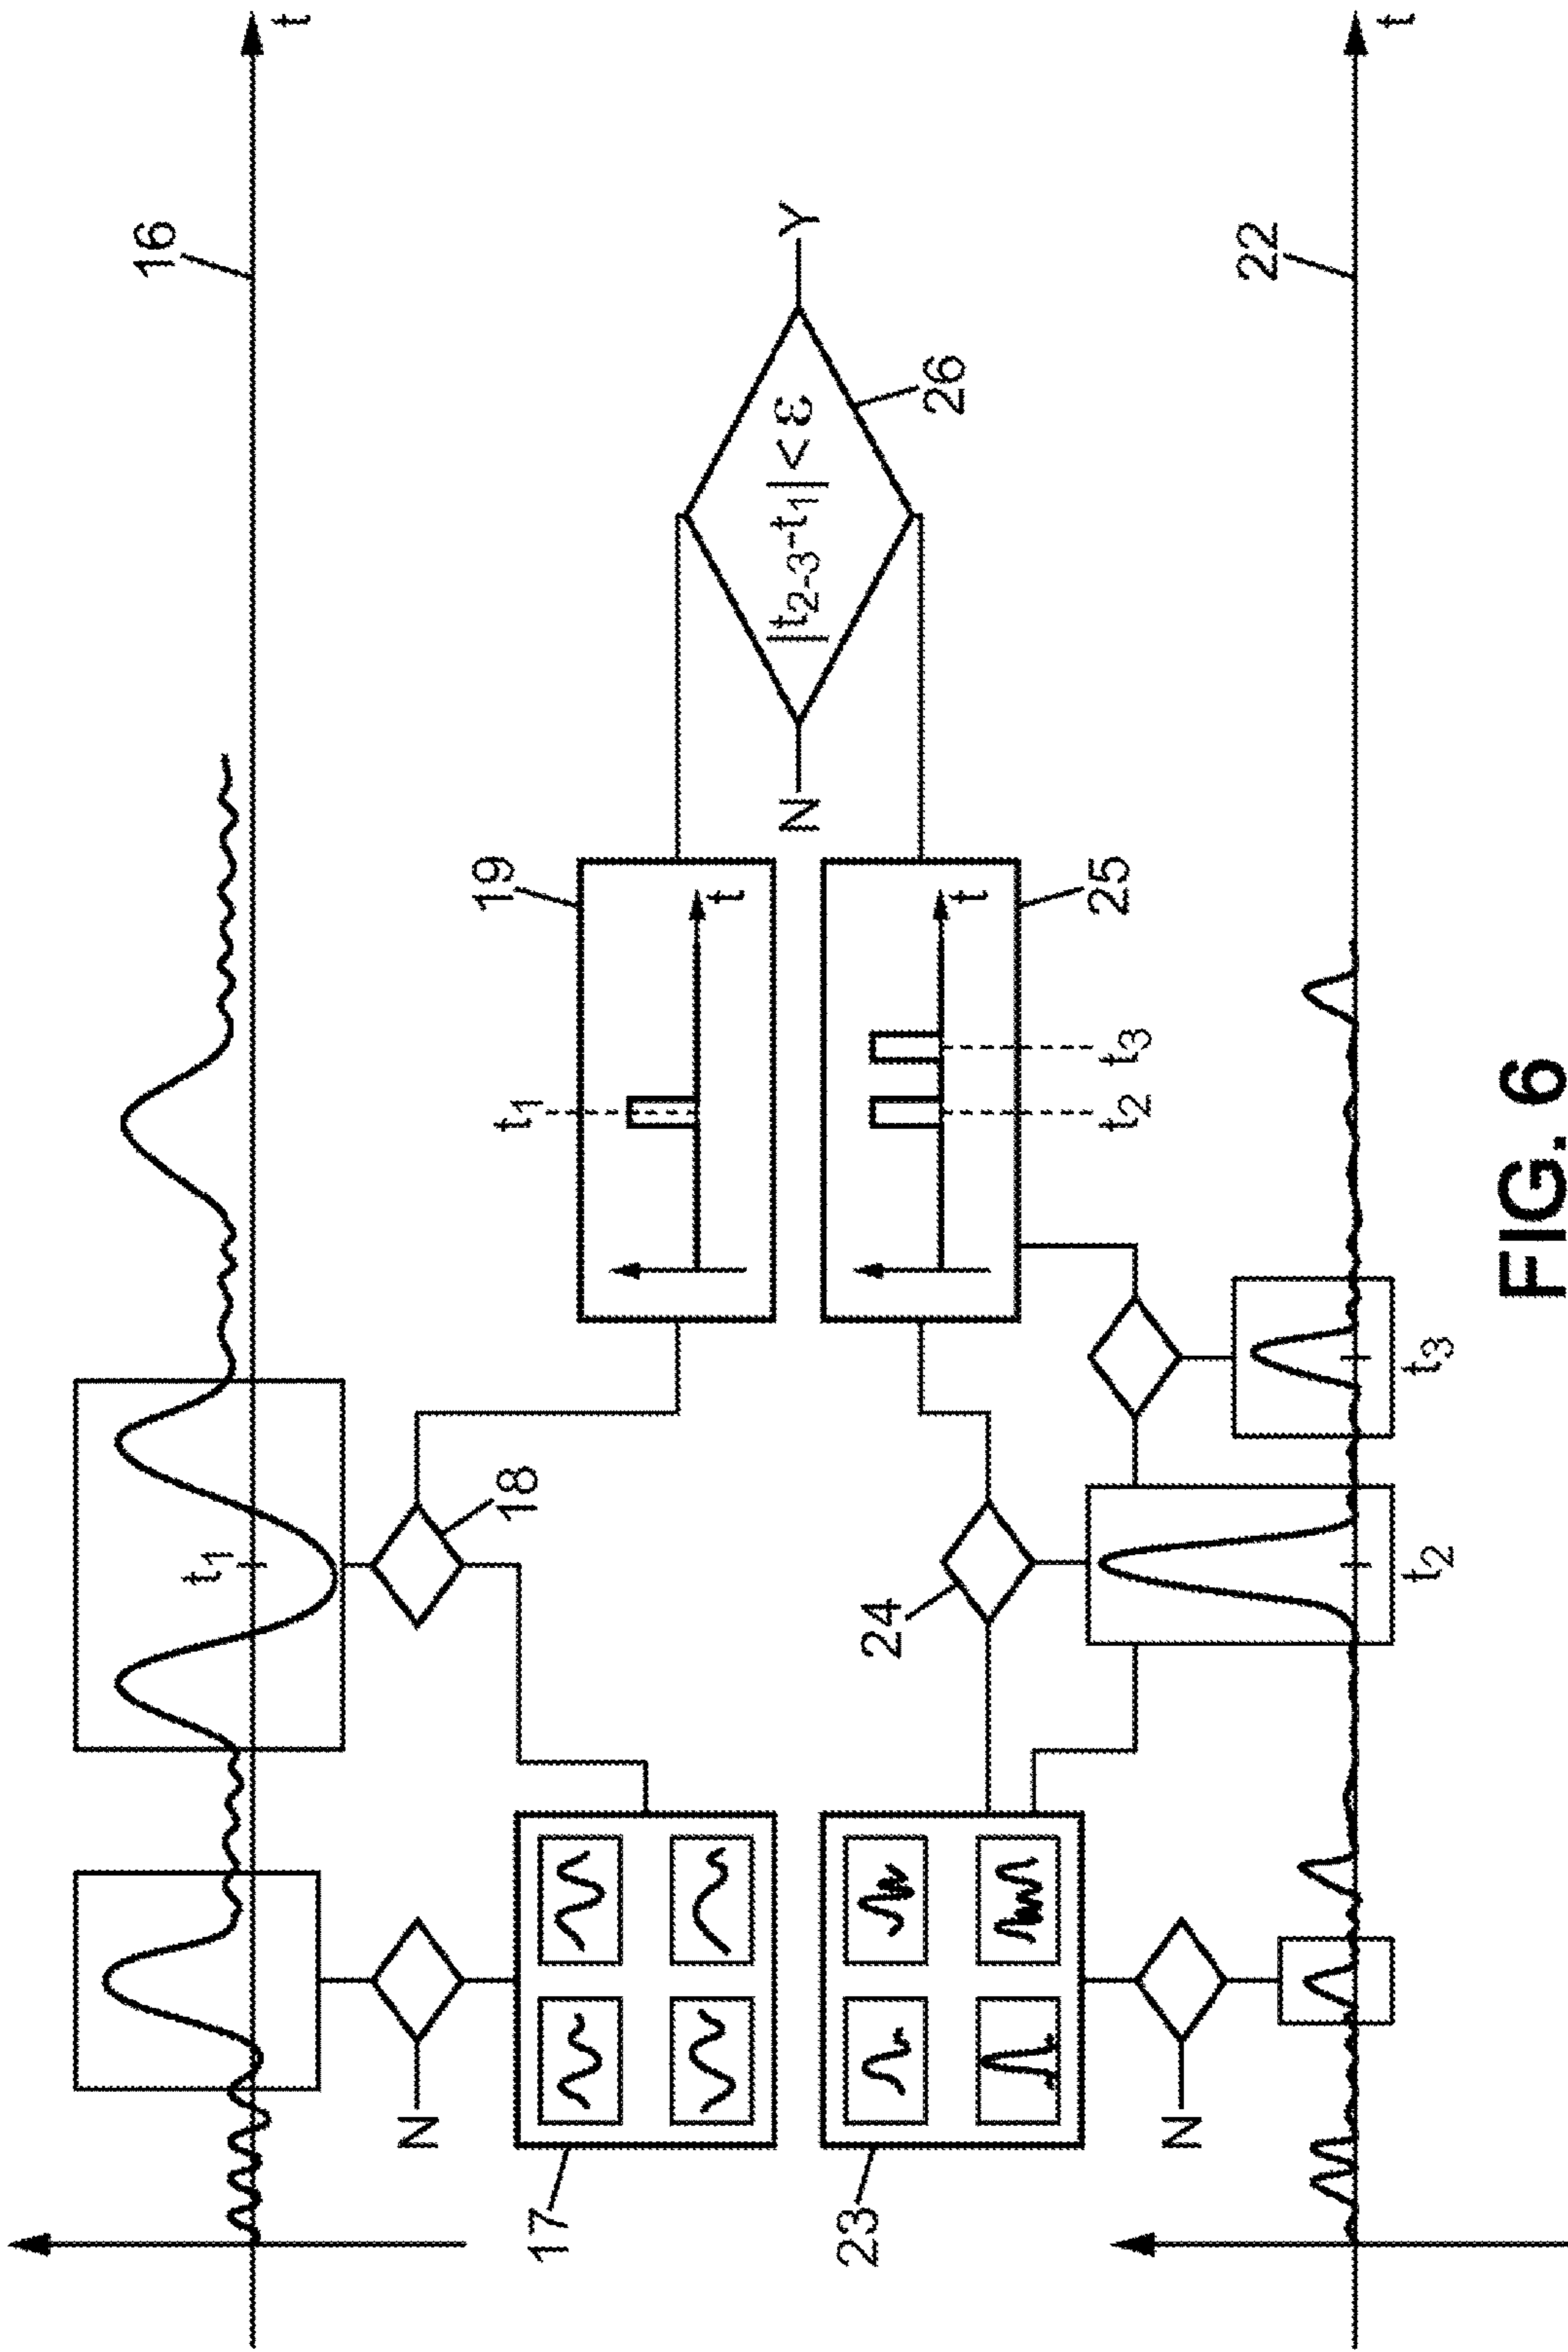 16
t
t₁
18
19
t₁
t
N
17
N
|t₂₋₃-t₁|<ε
Y
26
23
24
25
t
t₂
t₃
N
22
t
t₂
t₃
FIG. 6